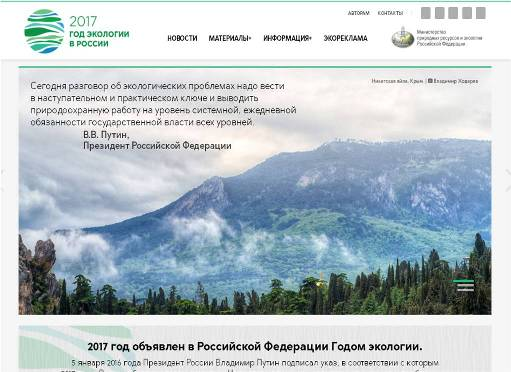 2017
ГОД ЭКОЛОГИИ
В РОССИИ
АВТОРАМ КОНТАКТЫ
НОВОСТИ МАТЕРИАЛЫ+ ИНФОРМАЦИЯ+ ЭКОРЕКЛАМА
Министерство
природных ресурсов и экологии
Российской Федерации
Никитская яйла, Крым. | Владимир Ходарев
Сегодня разговор об экологических проблемах надо вести
в наступательном и практическом ключе и выводить
природоохранную работу на уровень системной, ежедневной
обязанности государственной власти всех уровней.
В.В. Путин,
Президент Российской Федерации
2017 год объявлен в Российской Федерации Годом экологии.
5 января 2016 года Президент России Владимир Путин подписал указ, в соответствии с которым